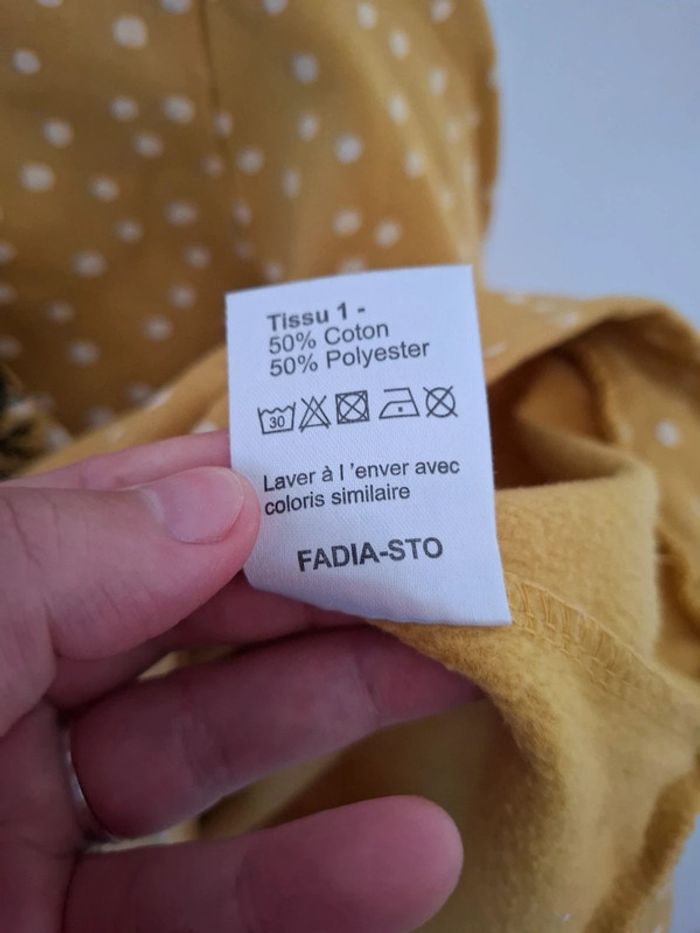 Tissu 1 -
50% Coton
50% Polyester
30
Laver à l 'enver avec
coloris similaire
FADIA-STO